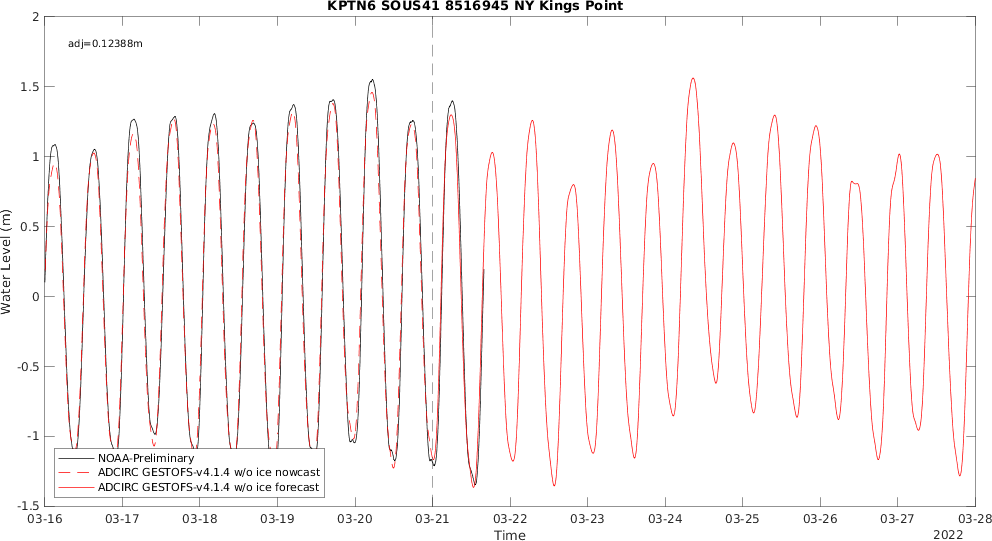 KPTN6 SOUS41 8516945 NY Kings Point
adj=0.12388m
Water Level (m)
2
1.5
1
0.5
0
-0.5
-1
-1.5
NOAA-Preliminary
ADCIRC GESTOFS-v4.1.4 w/o ice nowcast
ADCIRC GESTOFS-v4.1.4 w/o ice forecast
03-16 03-17 03-18 03-19 03-20 03-21 03-22 03-23 03-24 03-25 03-26 03-27 03-28
Time
2022